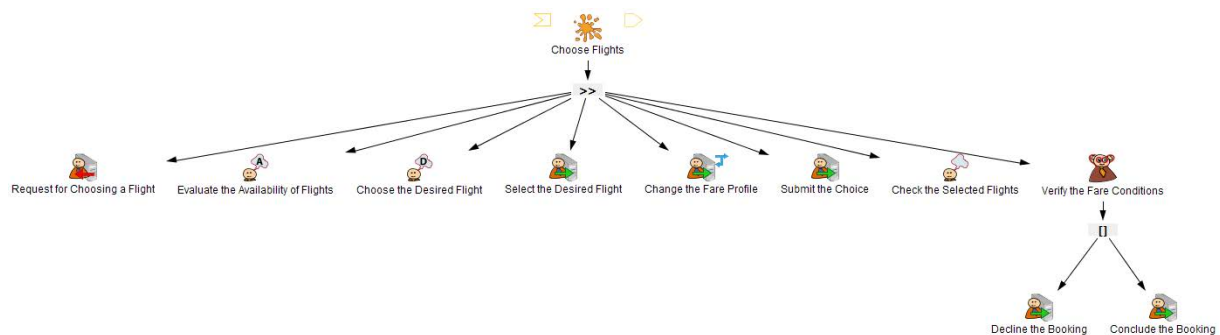 Choose Flights
>>
A
D
Request for Choosing a Flight
Evaluate the Availability of Flights
Choose the Desired Flight
Select the Desired Flight
Change the Fare Profile
Submit the Choice
Check the Selected Flights
Verify the Fare Conditions
[]
Decline the Booking
Conclude the Booking